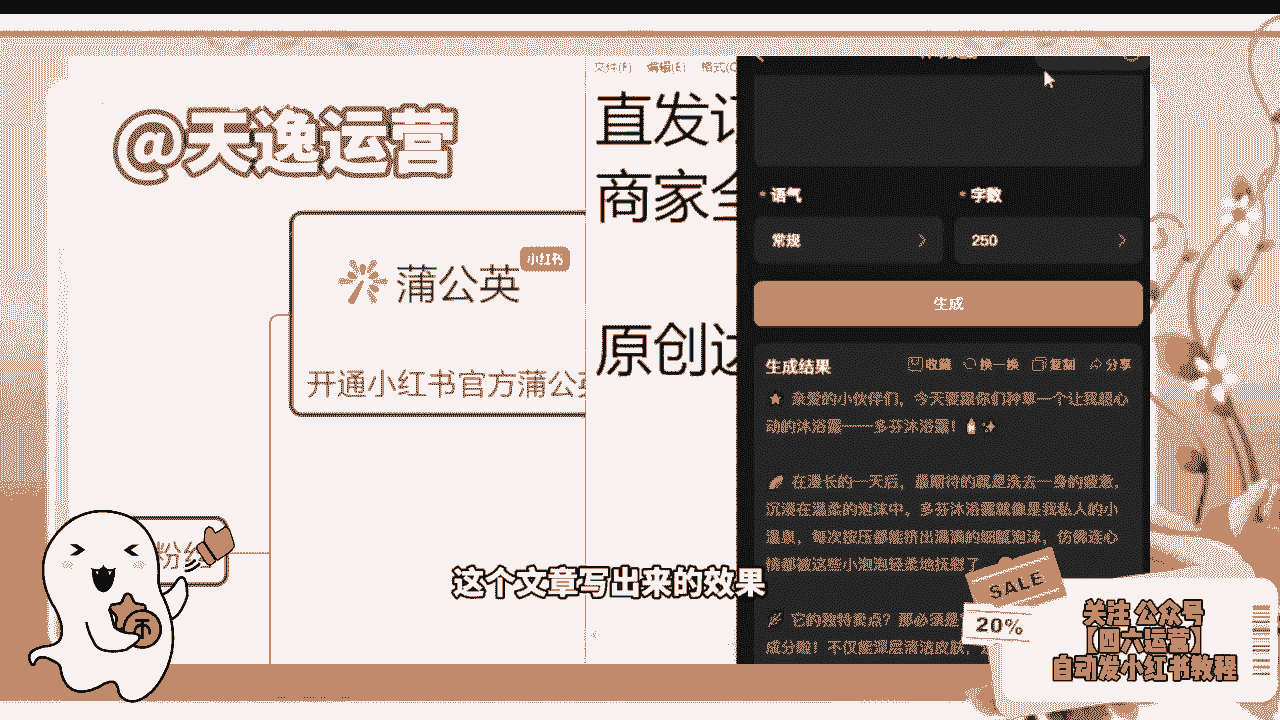 @天逸运营
文件(F) 编辑(E) 格式(O
直发
商家全
原创
小红书
蒲公英
开通小红书官方蒲公英
粉丝
语气
字数
常规
250
生成
生成结果
收藏 换一换 复制 分享
亲爱的小伙伴们，今天要跟你们种草一个让我超心
动的沐浴露——多芬沐浴露！
在漫长的一天后，最期待的就是洗去一身的疲惫，
沉浸在温柔的泡沫中，多芬沐浴露就像是我私人的小
温泉，每次按压都能挤出满满的细腻泡沫，仿佛连心
情都被这些小泡泡轻柔地抚慰了
它的独特卖点？那必须是
成分啦！不仅能深层清洁皮肤，
这个文章写出来的效果
SALE
20%
关注 公众号
【四六运营】
自动发小红书教程